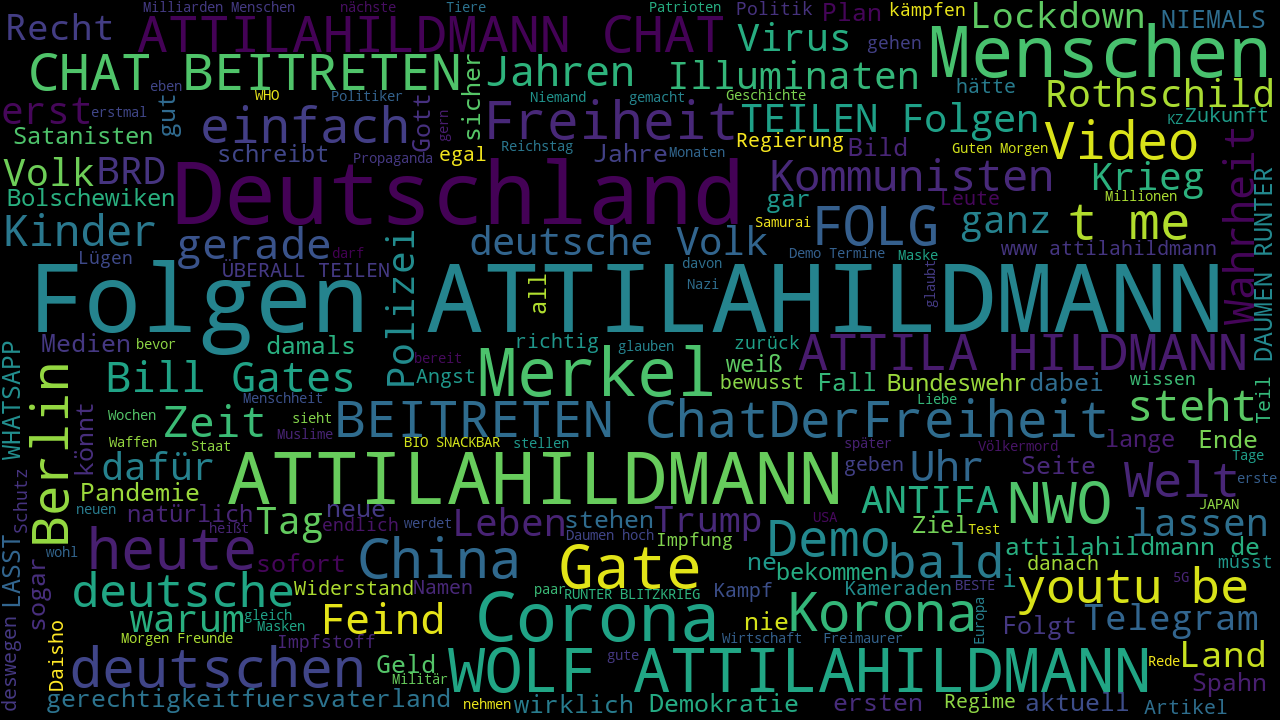 Milliarden Menschen nächste Tiere Patrioten Politik Plan kämpfen Lockdown NIEMALS
Recht ATTILAHILDMANN CHAT Virus gehen Menschen
CHAT BEITRETEN sicher Jahren Illuminaten hätte Rothschild
eben WHO Politiker Niemand gemacht Geschichte
erst erstmal gut einfach Gott gern Freiheit TEILEN Folgen KZ Zukunft
Satanisten schreibt Propaganda egal Reichstag Jahre Monaten Regierung Bild Guten Morgen Video Wahrheit
Volk BRD Deutschland Kommunisten Krieg
Bolschewiken gar Leute Millionen DAUMEN RUNTER
Kinder gerade Polizei deutsche Volk Samurai FOLG ganz t me
Lügen ÜBERALL TEILEN darf davon Demo Termine Maske www attilahildmann
Folgen ATTILAHILDMANN all Nazi glaubt
Medien bevor damals richtig glauben zurück ATTILA HILDMANN
WHATSAPP Berlin Bill Gates bereit Angst Merkel weiß bewusst Fall Bundeswehr dabei wissen
Menschheit Liebe steht Teil
Wochen könnt Zeit sieht BEITRETEN ChatDerFreiheit
Waffen Staat Muslime BIO SNACKBAR stellen später Völkermord lange Ende
dafür ATTILAHILDMANN geben Uhr Seite Tage
Pandemie Welt erste
Schutz neuen natürlich neue ANTIFA NWO JAPAN
heißt Tag endlich werdet Leben stehen Trump USA Ziel Test lassen
wohl heute sofort China Daumen hoch Impfung Demo bald attilahildmann de
LASST sogar Gate ne bekommen danach müsst
deutsche Widerstand Namen paar RUNTER BLITZKRIEG Kampf Kameraden BESTE i youtu be 5G
warum gleich Masken Feind Corona nie Korona Europa Folgt Telegram
deswegen Daisho Morgen Freunde Impfstoff Wirtschaft Freimaurer
deutschen Geld Militär WOLF ATTILAHILDMANN gute Rede Land
Spahn
gerechtigkeitfuersvaterland nehmen wirklich Demokratie ersten Regime aktuell Artikel